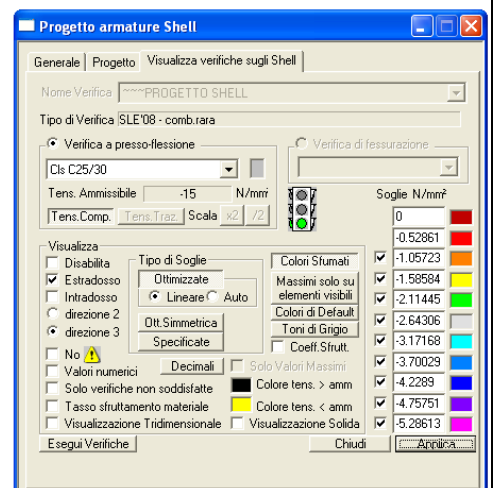 Progetto armature Shell
Generale Progetto Visualizza verifiche sugli Shell
Nome Verifica ~~~PROGETTO SHELL
Tipo di Verifica SLE'08 - comb.rara
Verifica a presso-flessione Verifica di fessurazione
Cls C25/30
Tens. Ammissibile -15 N/mm² Soglie N/mm²
Tens.Comp. Tens.Traz. Scala x2 /2
0
-0.52861
-1.05723
-1.58584
-2.11445
-2.64306
-3.17168
-3.70029
-4.2289
-4.75751
-5.28613
Visualizza
Disabilita
Estradosso
Intradosso
direzione 2
direzione 3
No
Valori numerici
Solo verifiche non soddisfatte
Tasso sfruttamento materiale
Visualizzazione Tridimensionale
Tipo di Soglie
Ottimizzate
Lineare Auto
Ott.Simmetrica
Specificate
Decimali
Colori Sfumati
Massimi solo su
elementi visibili
Colori di Default
Toni di Grigio
Coeff.Sfrutt.
Solo Valori Massimi
Colore tens. > amm
Colore tens. < amm
Visualizzazione Solida
Esegui Verifiche Chiudi Applica